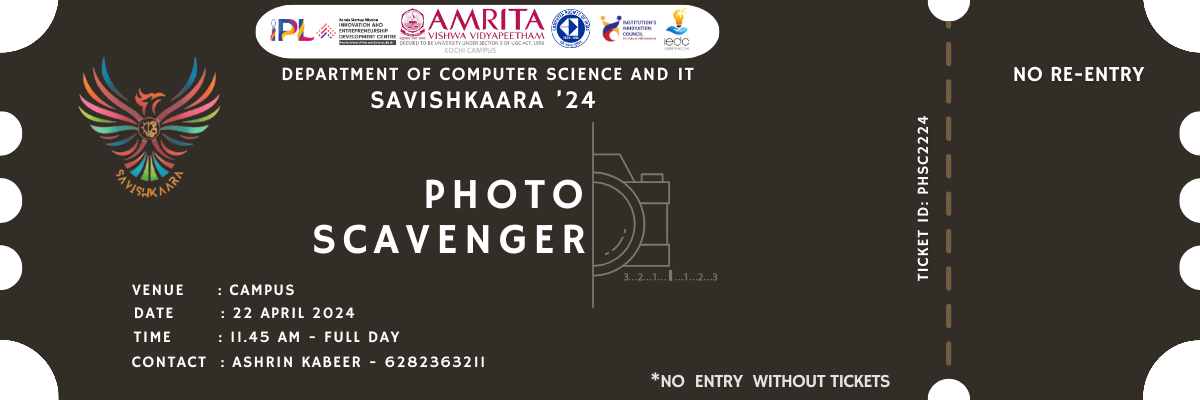 IPL
Kerala Startup Mission
INNOVATION AND
ENTREPRENEURSHIP
DEVELOPMENT CENTRE
AMRITA
VISHWA VIDYAPEETHAM
DEEMED TO BE UNIVERSITY UNDER SECTION 3 OF UGC ACT, 1956
KOCHI CAMPUS
INSTITUTION'S
INNOVATION
COUNCIL
iedc
DEPARTMENT OF COMPUTER SCIENCE AND IT
SAVISHKAARA '24
SAVISHKAARA
PHOTO
SCAVENGER
3...2...1... ...1...2...3
VENUE : CAMPUS
DATE : 22 APRIL 2024
TIME : 11.45 AM - FULL DAY
CONTACT : ASHRIN KABEER - 6282363211
*NO ENTRY WITHOUT TICKETS
TICKET ID: PHSC2224
NO RE-ENTRY